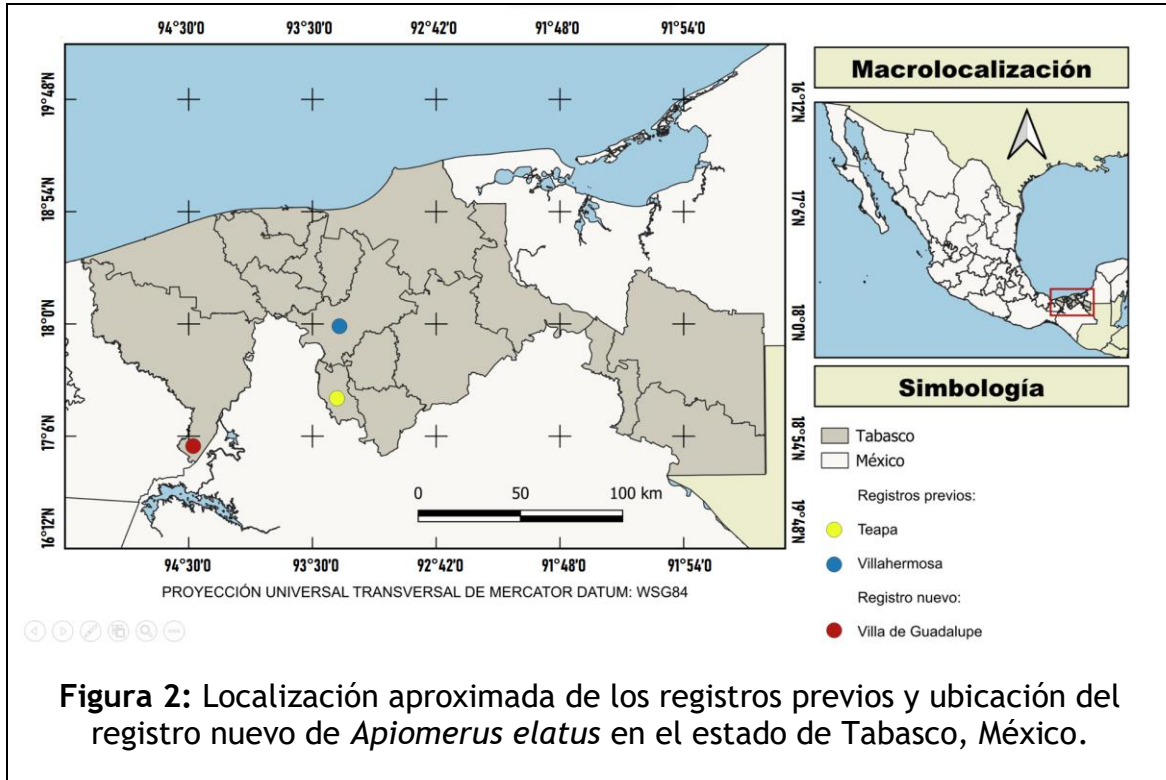 94°30'0 93°30'0 92°42'0 91°48'0 91°54'0
19°48'N
18°54'N
18°0'N
17°6'N
16°12'N
16°12'N
17°6'N
18°0'N
18°54'N
19°48'N
0 50 100 km
94°30'0 93°30'0 92°42'0 91°48'0 91°54'0
PROYECCIÓN UNIVERSAL TRANSVERSAL DE MERCATOR DATUM: WSG84
Macrolocalización
Simbología
Tabasco
México
Registros previos:
Teapa
Villahermosa
Registro nuevo:
Villa de Guadalupe
Figura 2: Localización aproximada de los registros previos y ubicación del
registro nuevo de Apiomerus elatus en el estado de Tabasco, México.